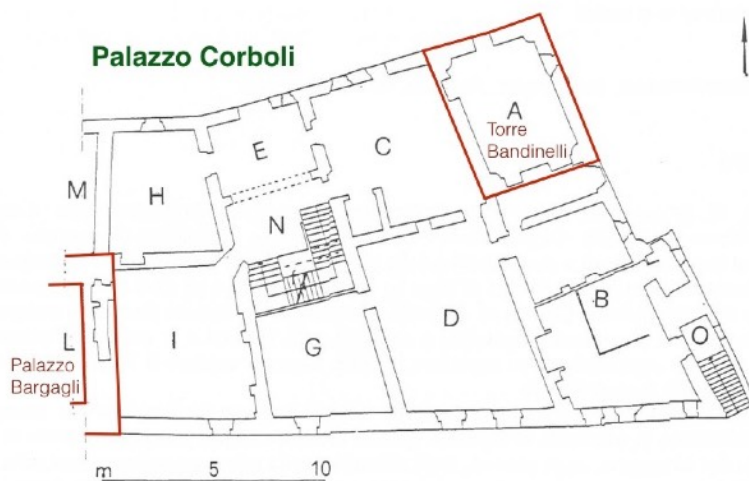 Palazzo Corboli
A
Torre
Bandinelli
E
C
M
H
N
B
L
I
G
D
O
Palazzo
Bargagli
m 5 10